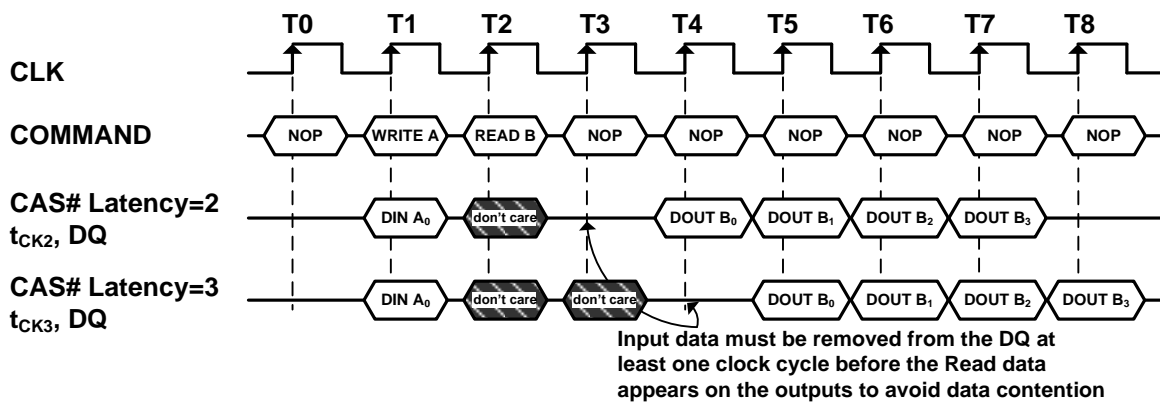 T0 T1 T2 T3 T4 T5 T6 T7 T8
CLK
COMMAND NOP WRITE A READ B NOP NOP NOP NOP NOP NOP
CAS# Latency=2
tCK2, DQ
DIN A0 don't care DOUT B0 DOUT B1 DOUT B2 DOUT B3
CAS# Latency=3
tCK3, DQ
DIN A0 don't care don't care DOUT B0 DOUT B1 DOUT B2 DOUT B3
Input data must be removed from the DQ at
least one clock cycle before the Read data
appears on the outputs to avoid data contention